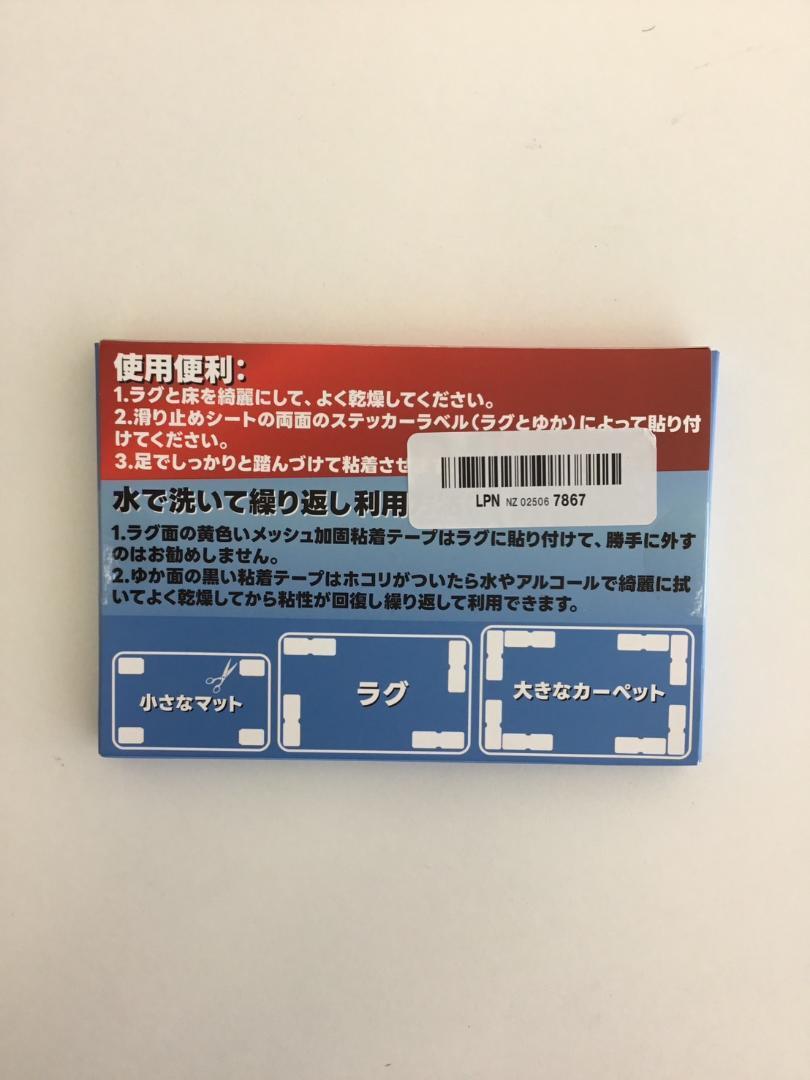 使用便利：
1.ラグと床を綺麗にして、よく乾燥してください。
2.滑り止めシートの両面のステッカーラベル（ラグとゆか）によって貼り付
けてください。
3.足でしっかりと踏んづけて粘着させ
LPN NZ 02506 7867
水で洗いて繰り返し利用
1.ラグ面の黄色いメッシュ加固粘着テープはラグに貼り付けて、勝手に外す
のはお勧めしません。
2.ゆか面の黒い粘着テープはホコリがついたら水やアルコールで綺麗に拭
いてよく乾燥してから粘性が回復し繰り返して利用できます。
小さなマット
ラグ
大きなカーペット